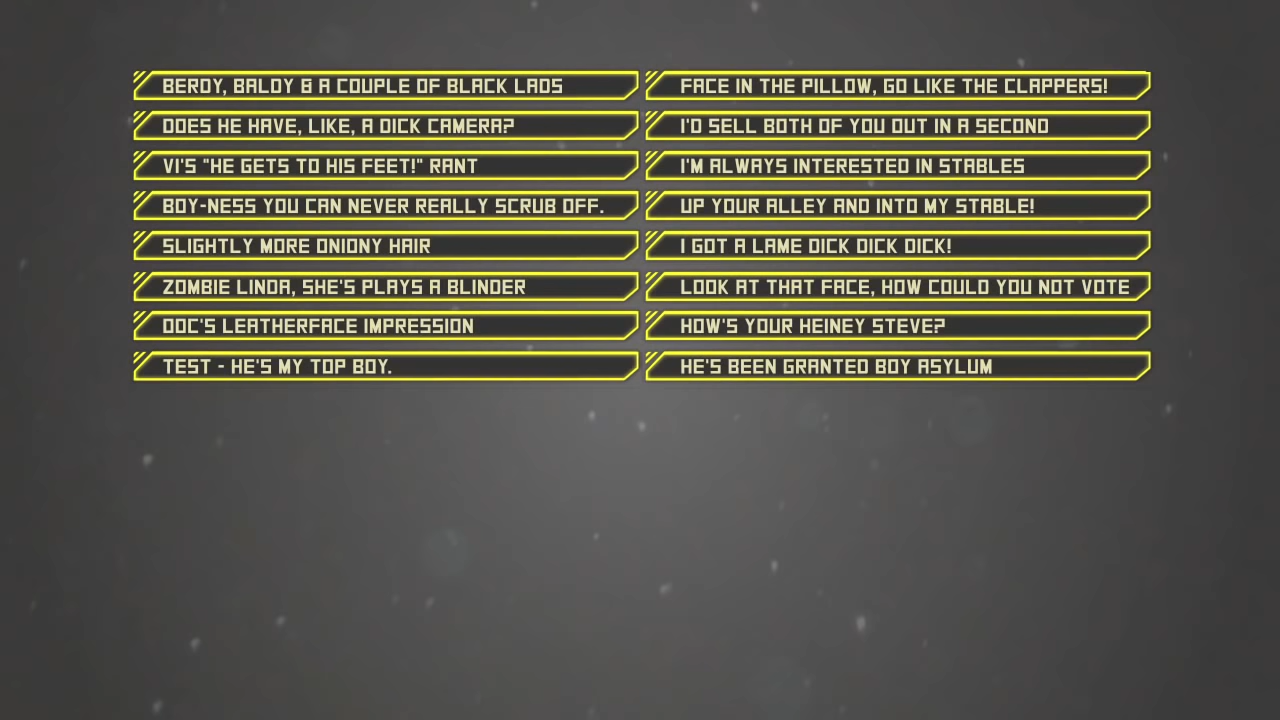 BERDY, BALDY & A COUPLE OF BLACK LADS
FACE IN THE PILLOW, GO LIKE THE CLAPPERS!
DOES HE HAVE, LIKE, A DICK CAMERA?
I'D SELL BOTH OF YOU OUT IN A SECOND
VI'S "HE GETS TO HIS FEET!" RANT
I'M ALWAYS INTERESTED IN STABLES
BOY-NESS YOU CAN NEVER REALLY SCRUB OFF.
UP YOUR ALLEY AND INTO MY STABLE!
SLIGHTLY MORE ONIONY HAIR
I GOT A LAME DICK DICK DICK!
ZOMBIE LINDA, SHE'S PLAYS A BLINDER
LOOK AT THAT FACE, HOW COULD YOU NOT VOTE
DOC'S LEATHERFACE IMPRESSION
HOW'S YOUR HEINEY STEVE?
TEST - HE'S MY TOP BOY.
HE'S BEEN GRANTED BOY ASYLUM